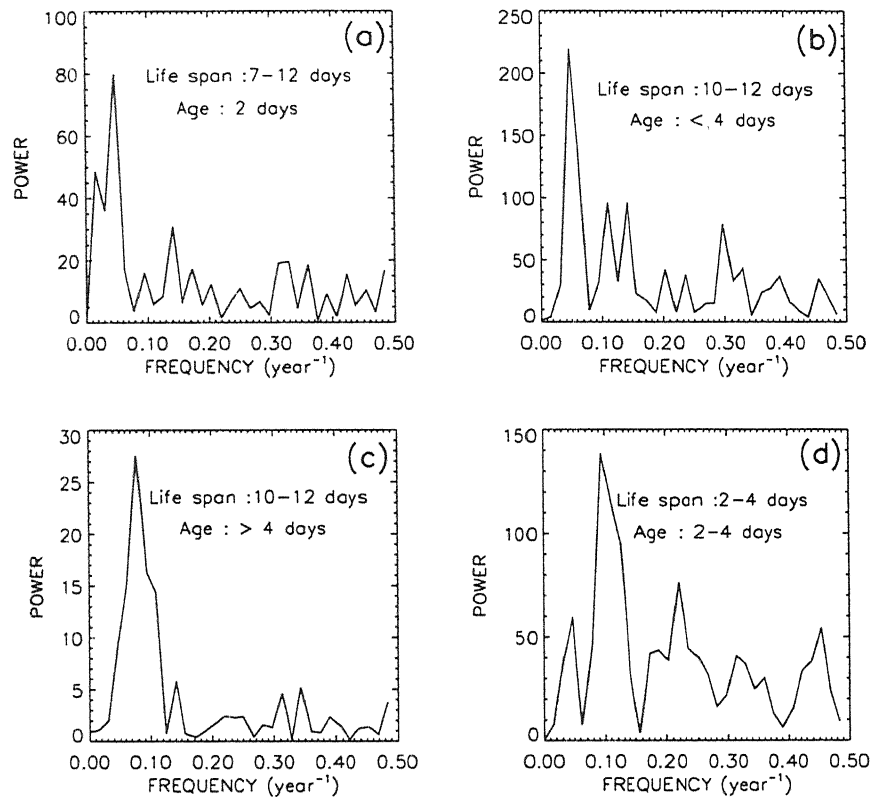 (a)
Life span :7-12 days
Age : 2 days
100
80
60
40
20
0
POWER
0.00 0.10 0.20 0.30 0.40 0.50
FREQUENCY (year⁻¹)
(b)
Life span :10-12 days
Age : < 4 days
250
200
150
100
50
0
POWER
0.00 0.10 0.20 0.30 0.40 0.50
FREQUENCY (year⁻¹)
(c)
Life span :10-12 days
Age : > 4 days
30
25
20
15
10
5
0
POWER
0.00 0.10 0.20 0.30 0.40 0.50
FREQUENCY (year⁻¹)
(d)
Life span :2-4 days
Age : 2-4 days
150
100
50
0
POWER
0.00 0.10 0.20 0.30 0.40 0.50
FREQUENCY (year⁻¹)